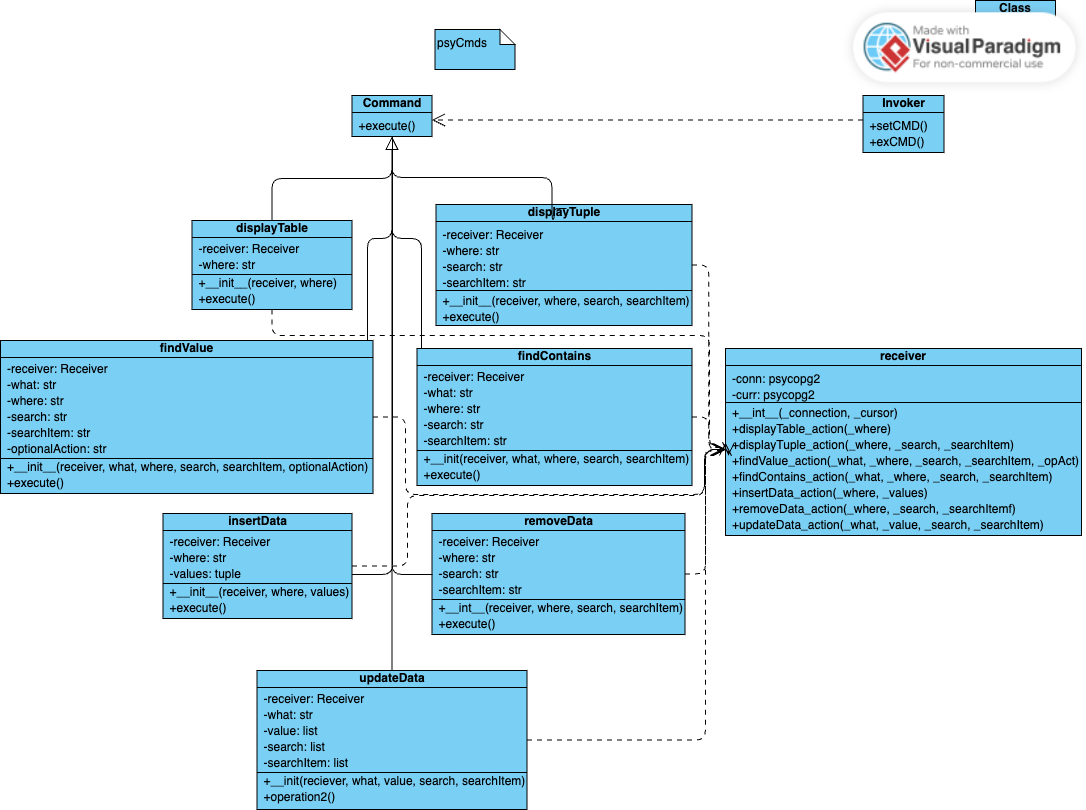 Class
Made with
VisualParadigm
For non-commercial use
psyCmds
Command
+execute()
Invoker
+setCMD()
+exCMD()
displayTable
-receiver: Receiver
-where: str
+__init__(receiver, where)
+execute()
displayTuple
-receiver: Receiver
-where: str
-search: str
-searchItem: str
+__init__(receiver, where, search, searchItem)
+execute()
findValue
-receiver: Receiver
-what: str
-where: str
-search: str
-searchItem: str
-optionalAction: str
+__init__(receiver, what, where, search, searchItem, optionalAction)
+execute()
findContains
-receiver: Receiver
-what: str
-where: str
-search: str
-searchItem: str
+__init(receiver, what, where, search, searchItem)
+execute()
receiver
-conn: psycopg2
-curr: psycopg2
+__int__(_connection, _cursor)
+displayTable_action(_where)
+displayTuple_action(_where, _search, _searchItem)
+findValue_action(_what, _where, _search, _searchItem, _opAct)
+findContains_action(_what, _where, _search, _searchItem)
+insertData_action(_where, _values)
+removeData_action(_where, _search, _searchItemf)
+updateData_action(_what, _value, _search, _searchItem)
insertData
-receiver: Receiver
-where: str
-values: tuple
+__init__(receiver, where, values)
+execute()
removeData
-receiver: Receiver
-where: str
-search: str
-searchItem: str
+__int__(receiver, where, search, searchItem)
+execute()
updateData
-receiver: Receiver
-what: str
-value: list
-search: list
-searchItem: list
+__init(reciever, what, value, search, searchItem)
+operation2()